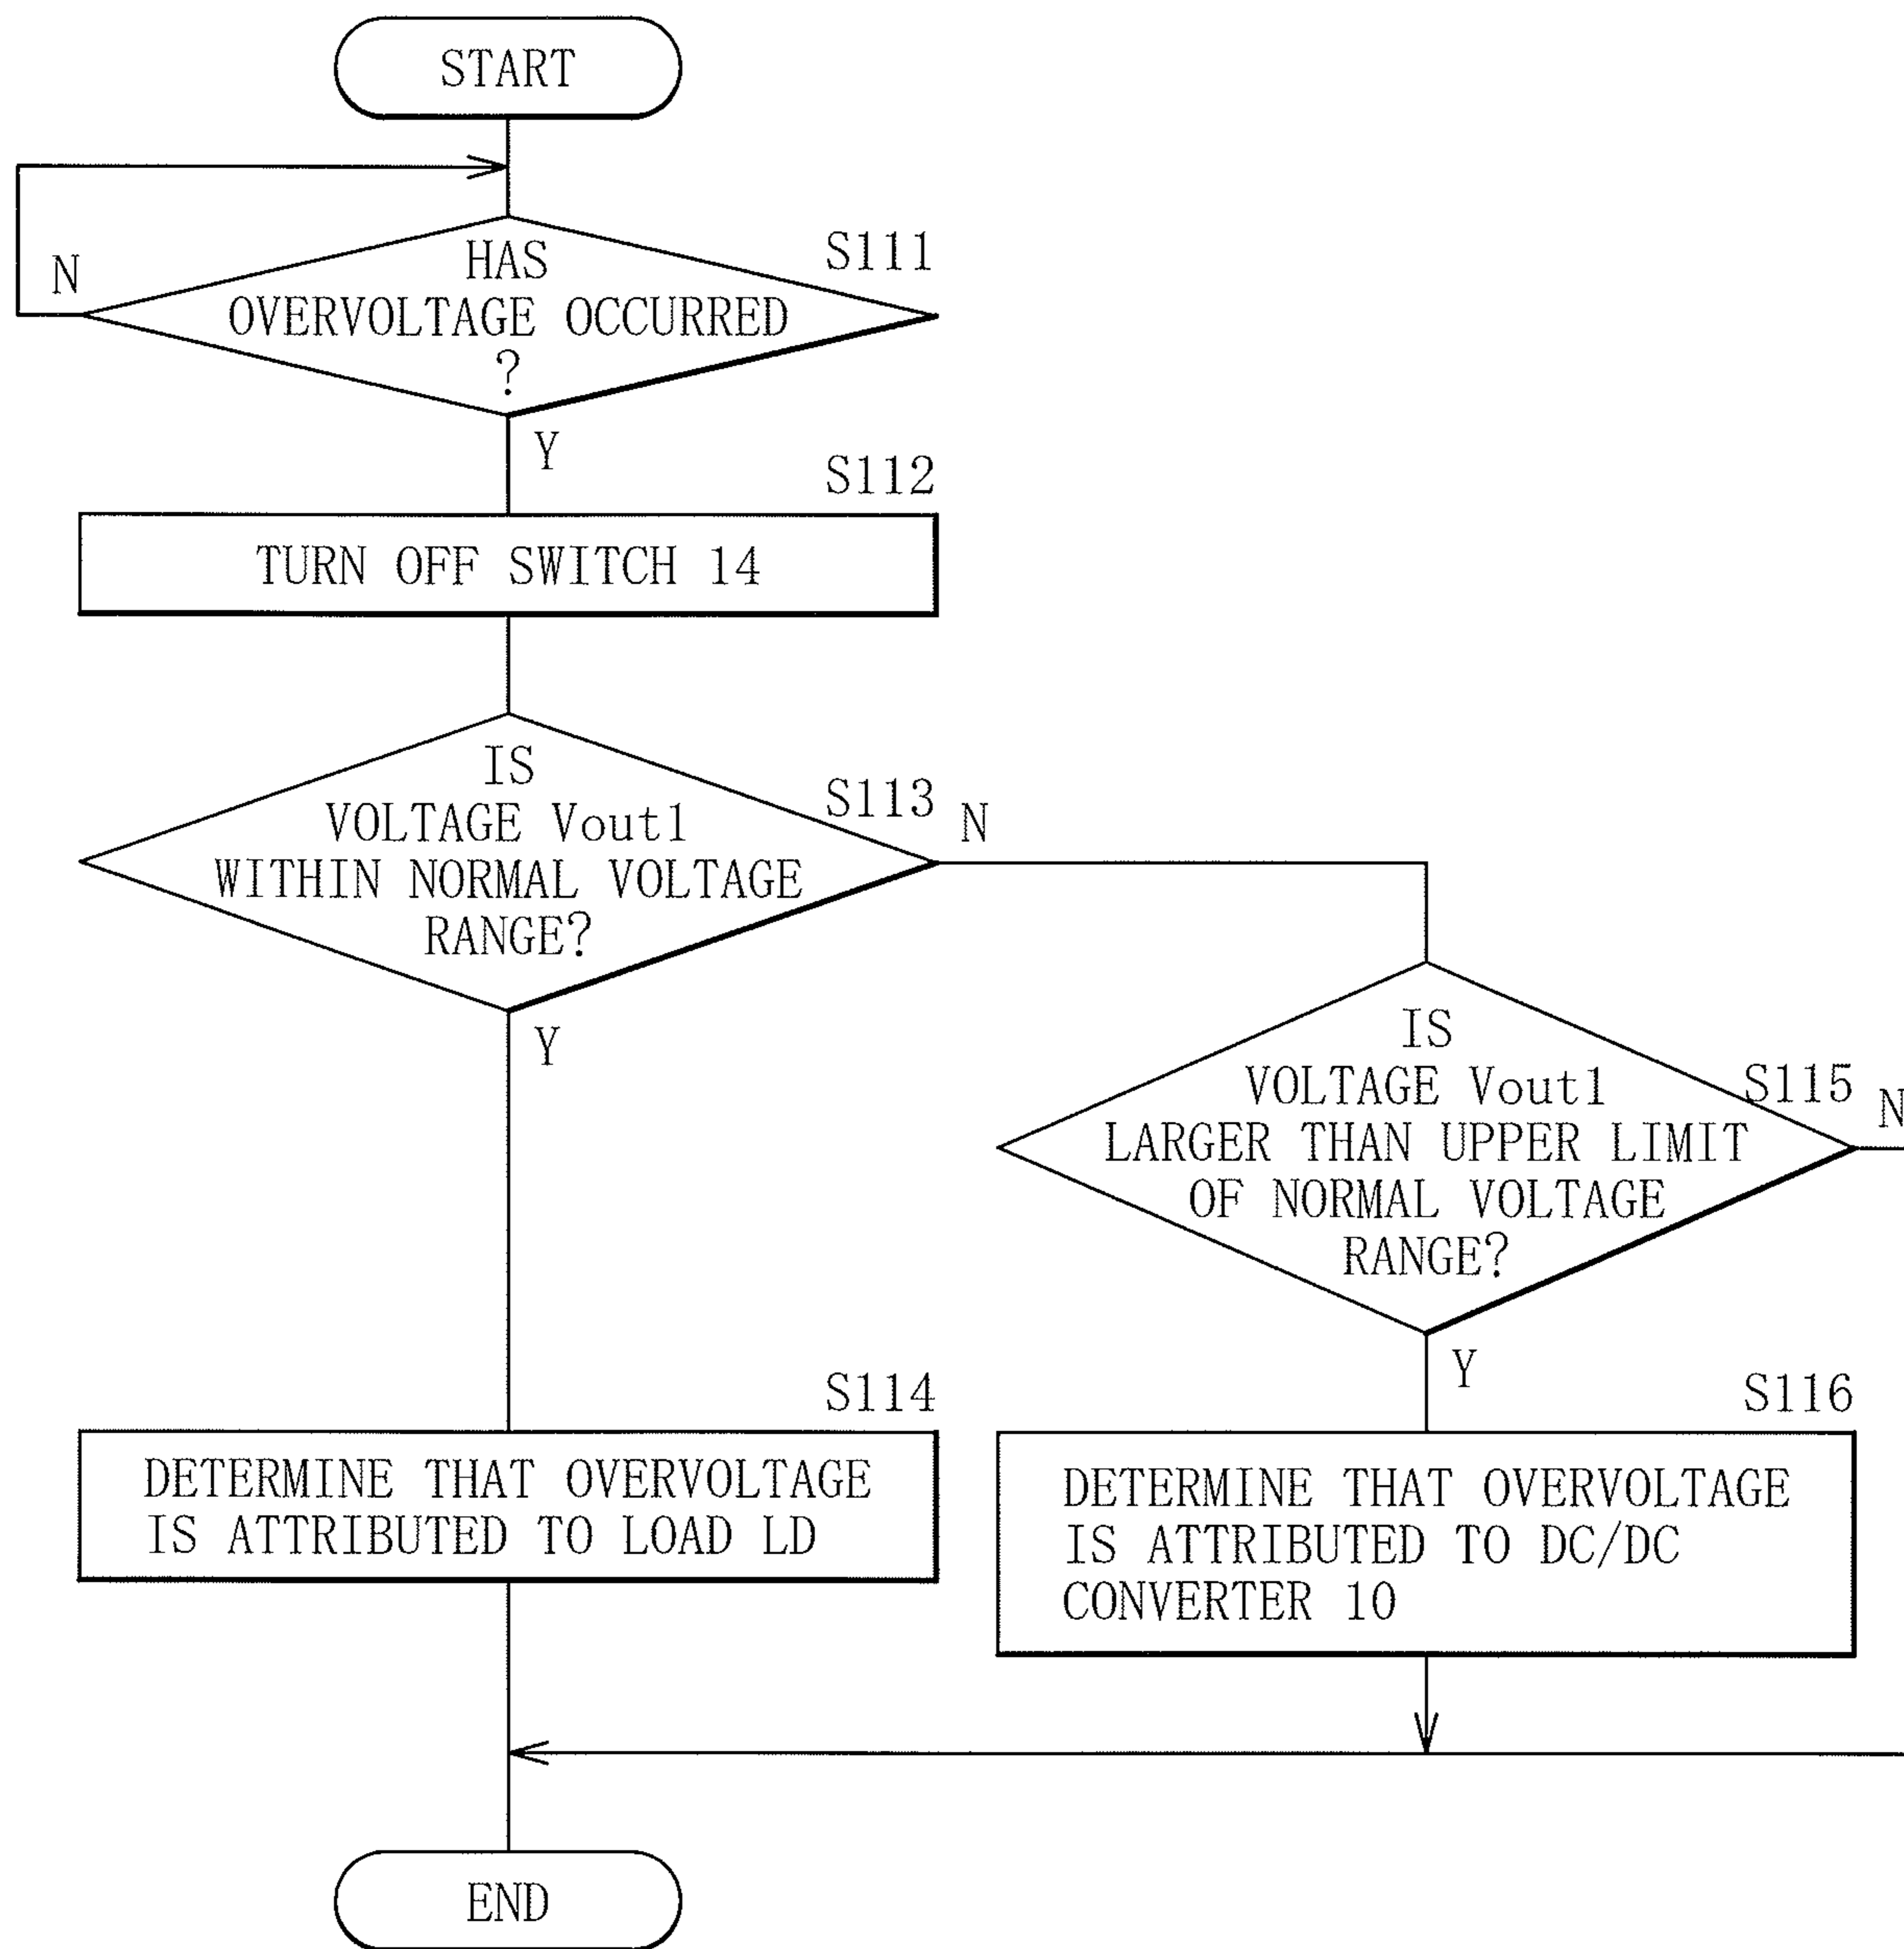 START
N
S111
HAS
OVERVOLTAGE OCCURRED
?
Y
S112
TURN OFF SWITCH 14
IS
VOLTAGE Vout1
WITHIN NORMAL VOLTAGE
RANGE?
S113
N
Y
IS
VOLTAGE Vout1
LARGER THAN UPPER LIMIT
OF NORMAL VOLTAGE
RANGE?
S115
N
Y
S114
DETERMINE THAT OVERVOLTAGE
IS ATTRIBUTED TO LOAD LD
S116
DETERMINE THAT OVERVOLTAGE
IS ATTRIBUTED TO DC/DC
CONVERTER 10
END